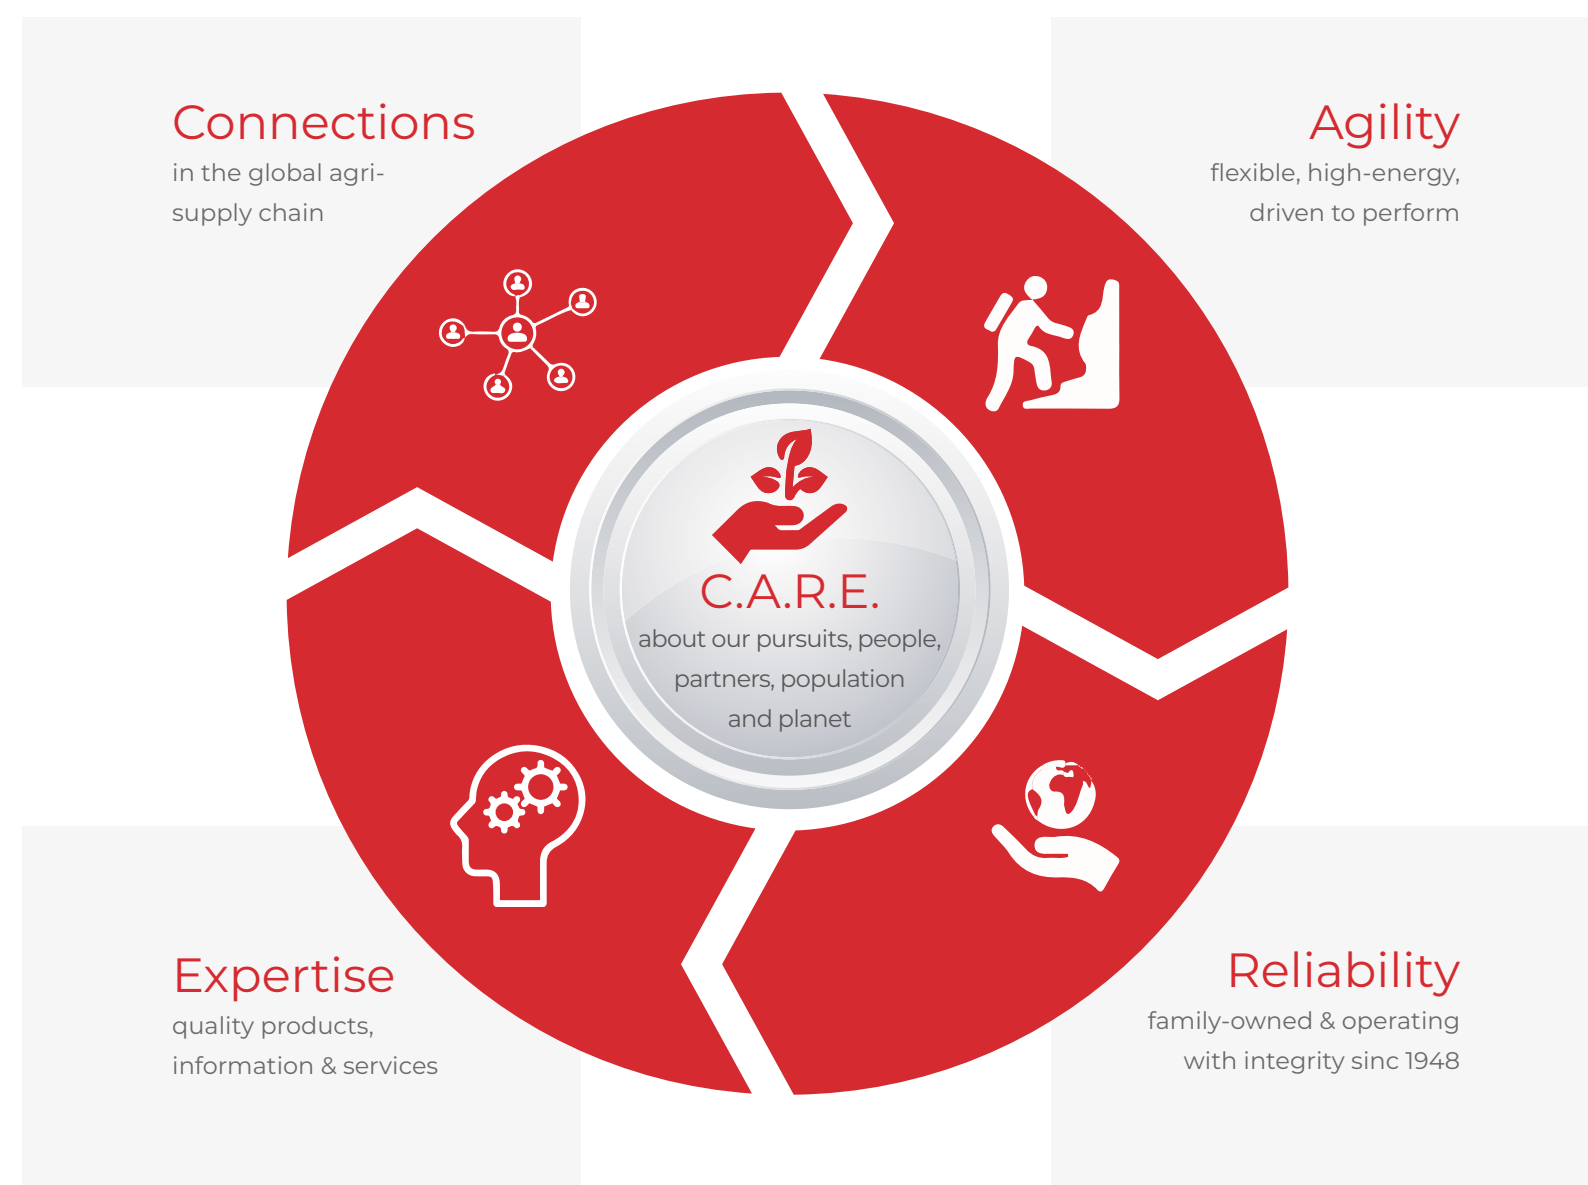 Connections
in the global agri-
supply chain
Agility
flexible, high-energy,
driven to perform
C.A.R.E.
about our pursuits, people,
partners, population
and planet
Expertise
quality products,
information & services
Reliability
family-owned & operating
with integrity sinc 1948